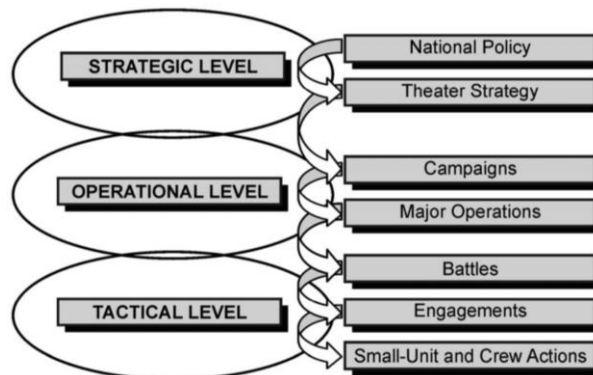 STRATEGIC LEVEL
National Policy
Theater Strategy
OPERATIONAL LEVEL
Campaigns
Major Operations
TACTICAL LEVEL
Battles
Engagements
Small-Unit and Crew Actions